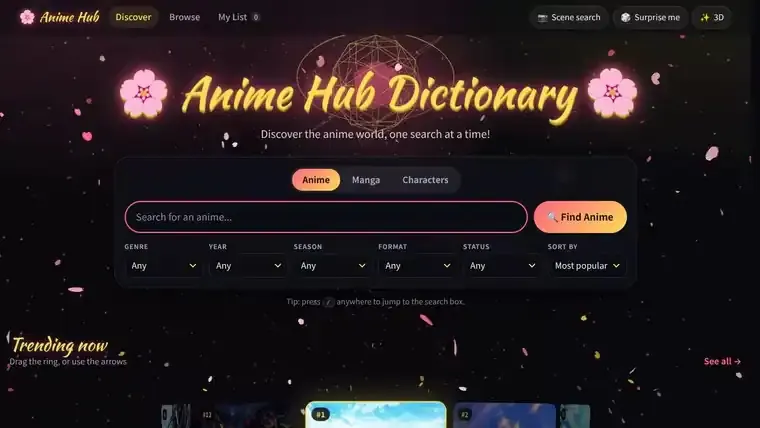 Anime Hub
Discover
Browse
My List 0
Scene search
Surprise me
3D
Anime Hub Dictionary
Discover the anime world, one search at a time!
Anime
Manga
Characters
Search for an anime...
Find Anime
GENRE
YEAR
SEASON
FORMAT
STATUS
SORT BY
Any
Any
Any
Any
Any
Most popular
Tip: press / anywhere to jump to the search box.
Trending now
Drag the ring, or use the arrows
See all →
#1
#2